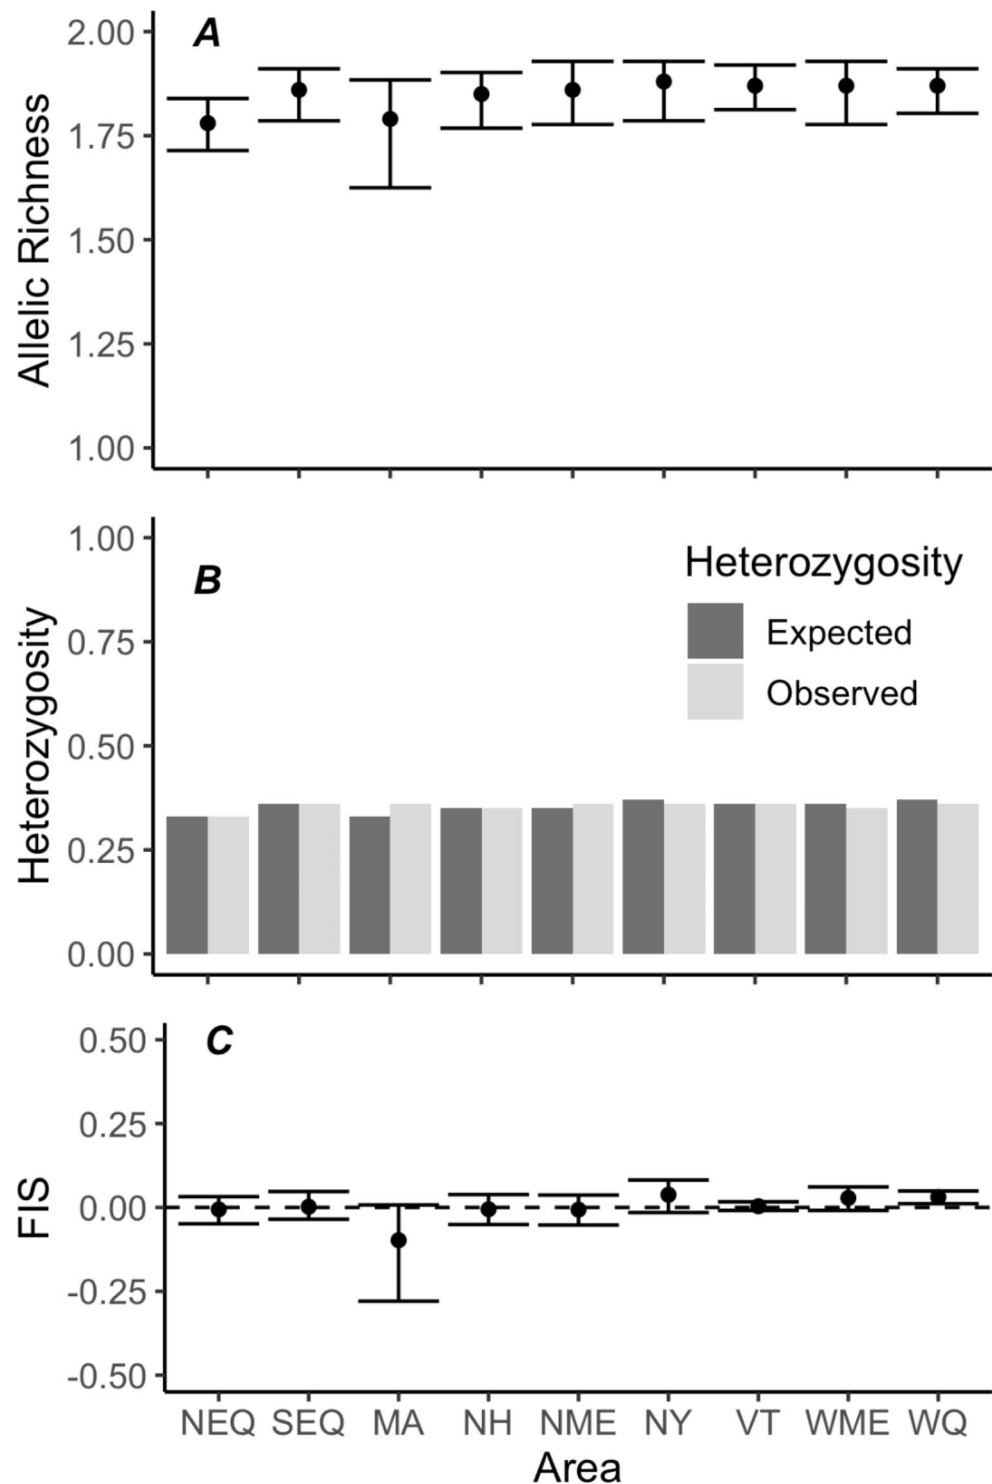 A
Allelic Richness
2.00
1.75
1.50
1.25
1.00
B
Heterozygosity
1.00
0.75
0.50
0.25
0.00
Heterozygosity
Expected
Observed
C
FIS
0.50
0.25
0.00
-0.25
-0.50
NEQ SEQ MA NH NME NY VT WME WQ
Area